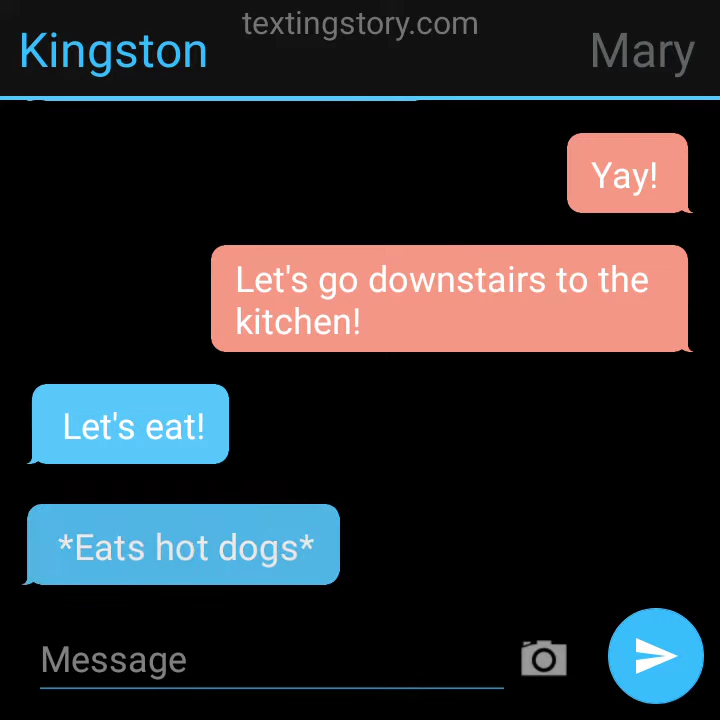 textingstory.com
Kingston
Mary
Yay!
Let's go downstairs to the
kitchen!
Let's eat!
*Eats hot dogs*
Message